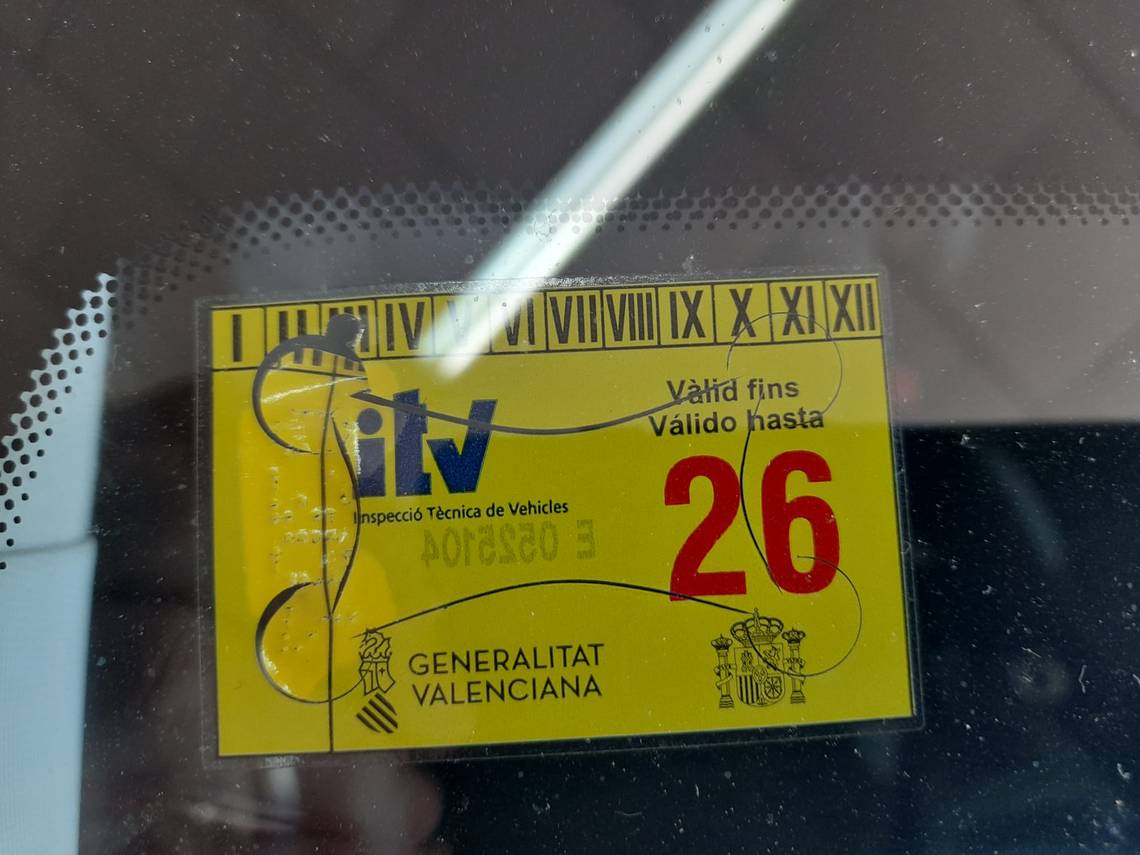 I II III IV V VI VII VIII IX X XI XII
itv
Inspecció Tècnica de Vehicles
Vàlid fins
Válido hasta
26
E 0525104
GENERALITAT
VALENCIANA